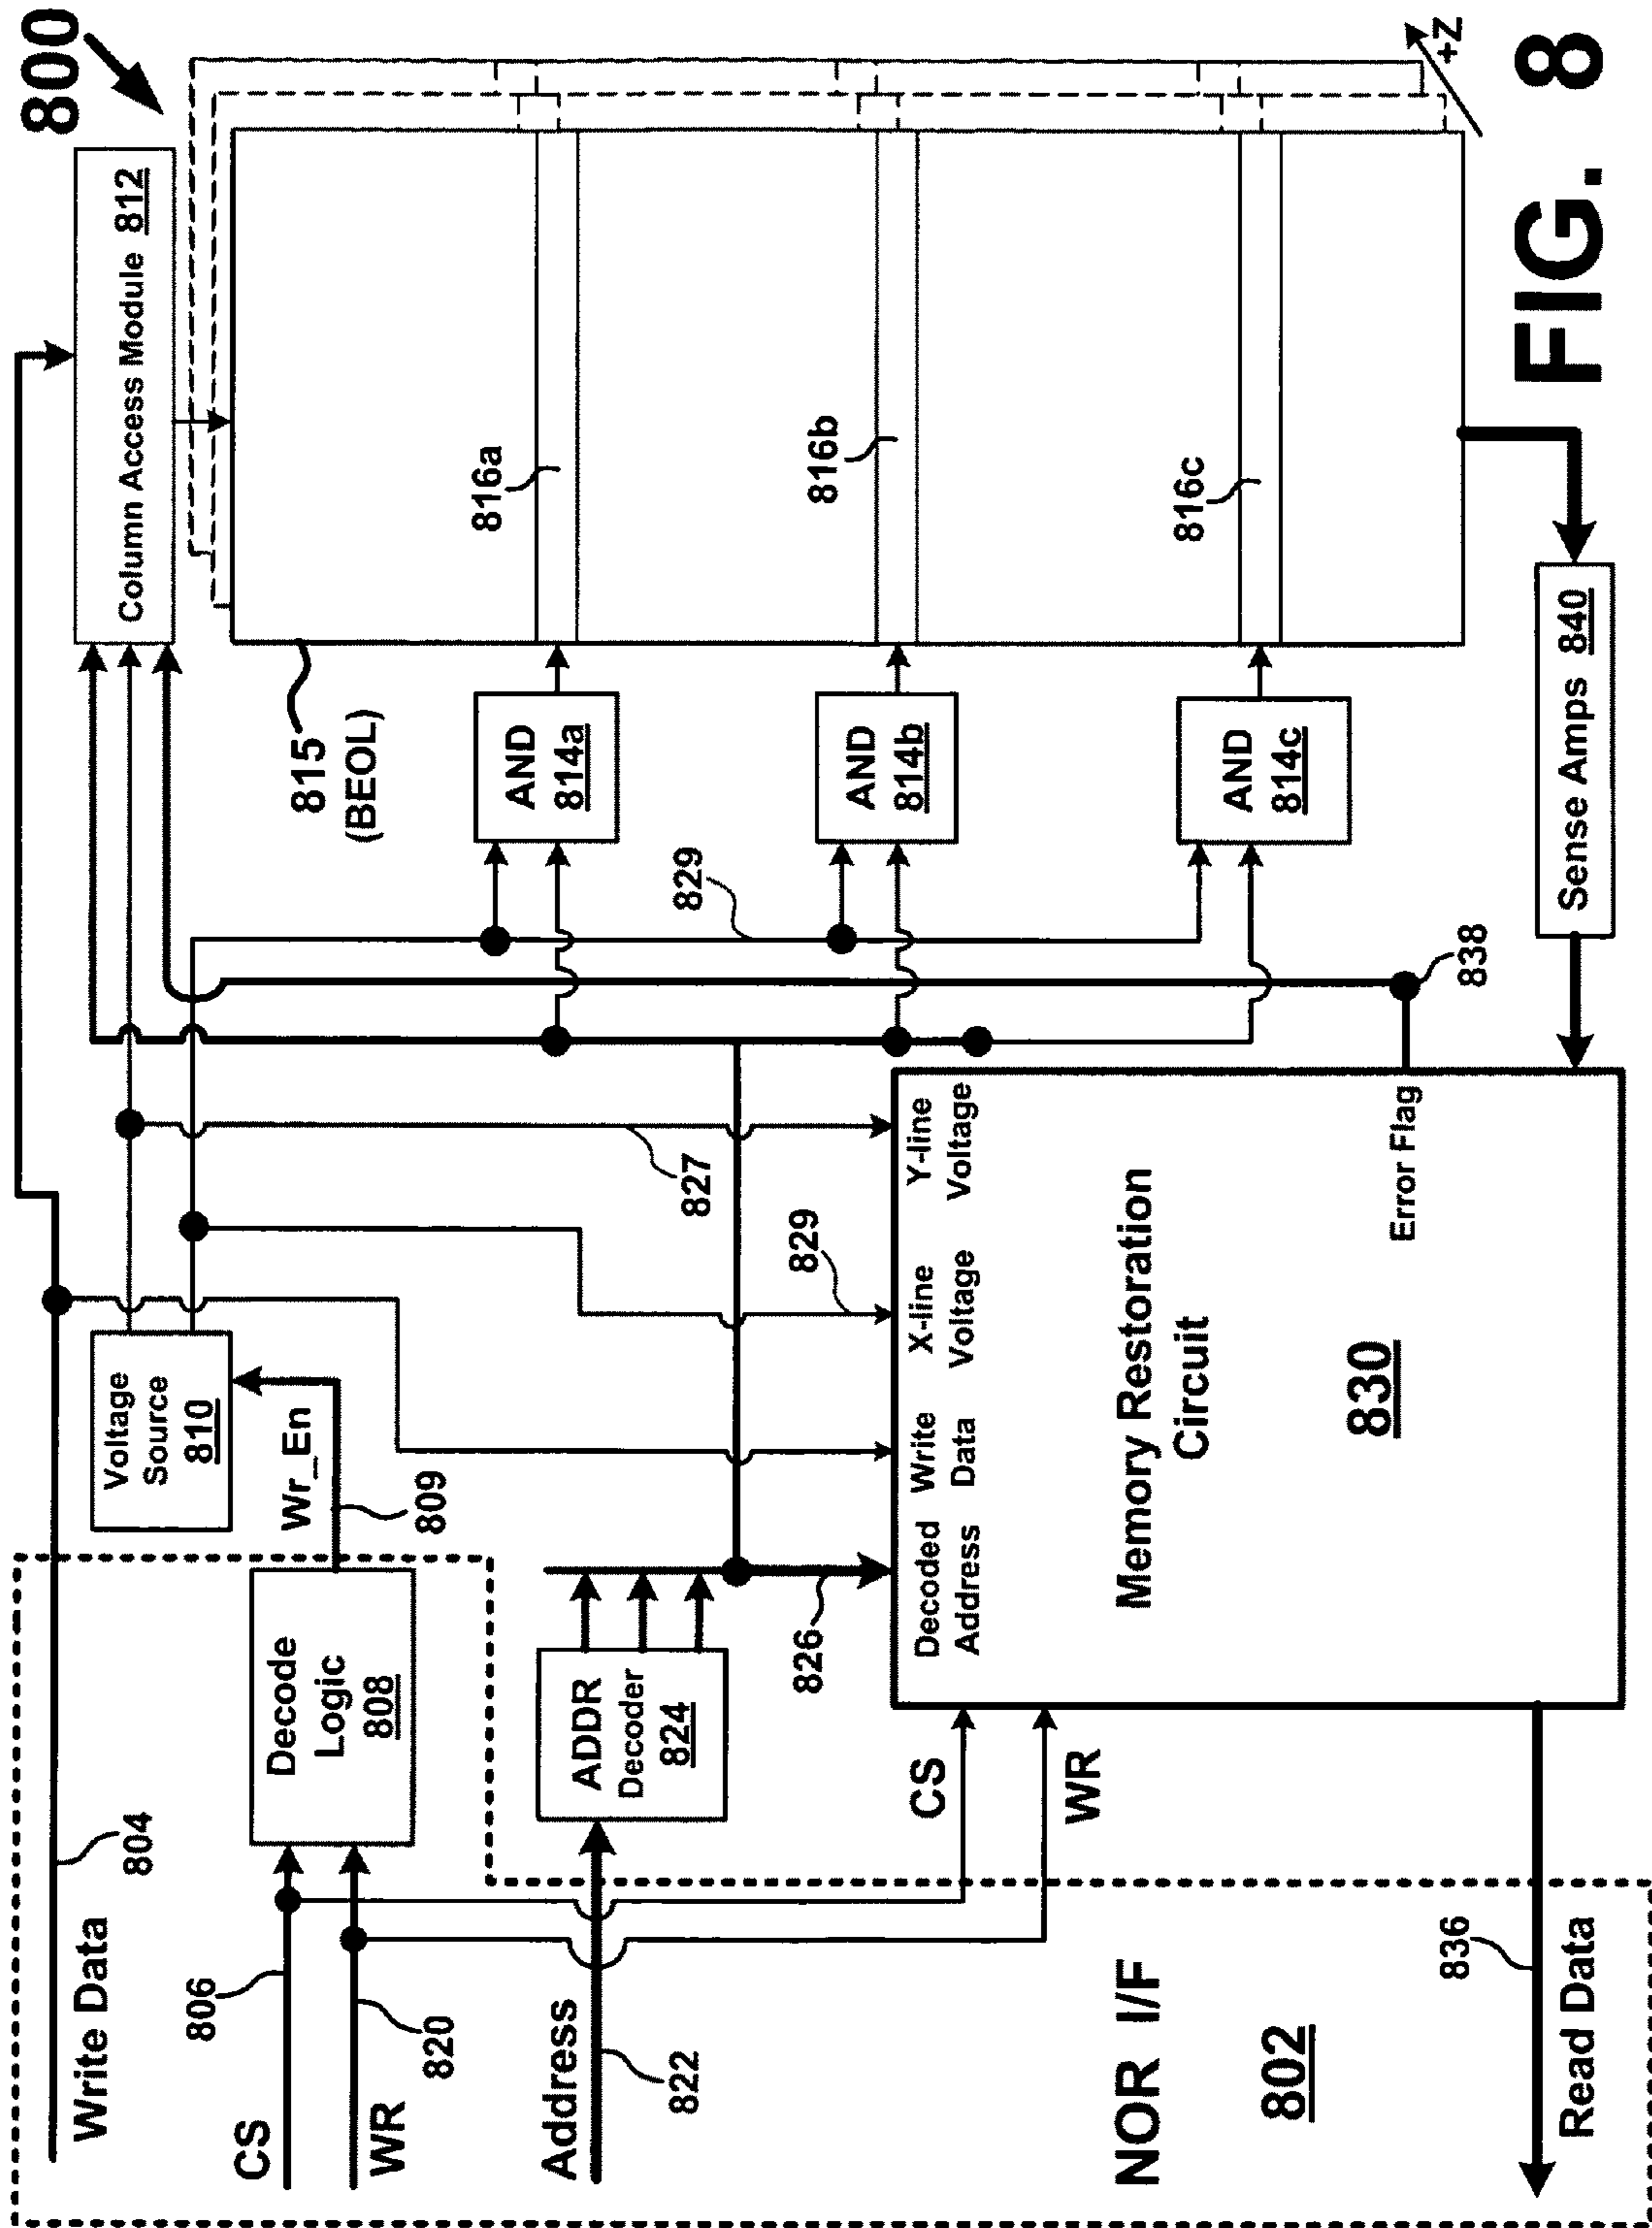 800
Write Data
804
CS
806
WR
820
Decode
Logic
808
Wr_En
809
Voltage
Source
810
Column Access Module 812
815
(BEOL)
816a
816b
816c
+Z
Address
822
ADDR
Decoder
824
826
827
829
829
AND
814a
AND
814b
AND
814c
CS
WR
Decoded
Address
Write
Data
X-line
Voltage
Y-line
Voltage
Memory Restoration
Circuit
830
Error Flag
838
Sense Amps 840
NOR I/F
802
836
Read Data
FIG. 8